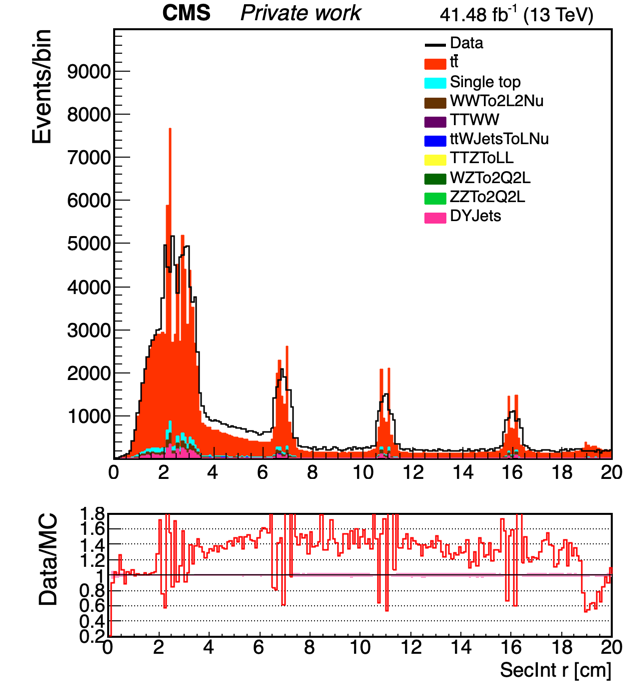 CMS Private work 41.48 fb-1 (13 TeV)
Events/bin
9000
8000
7000
6000
5000
4000
3000
2000
1000
Data
tt̄
Single top
WWTo2L2Nu
TTWW
ttWJetsToLNu
TTZToLL
WZTo2Q2L
ZZTo2Q2L
DYJets
0 2 4 6 8 10 12 14 16 18 20
Data/MC
1.8
1.6
1.4
1.2
1
0.8
0.6
0.4
0.2
0 2 4 6 8 10 12 14 16 18 20
SecInt r [cm]